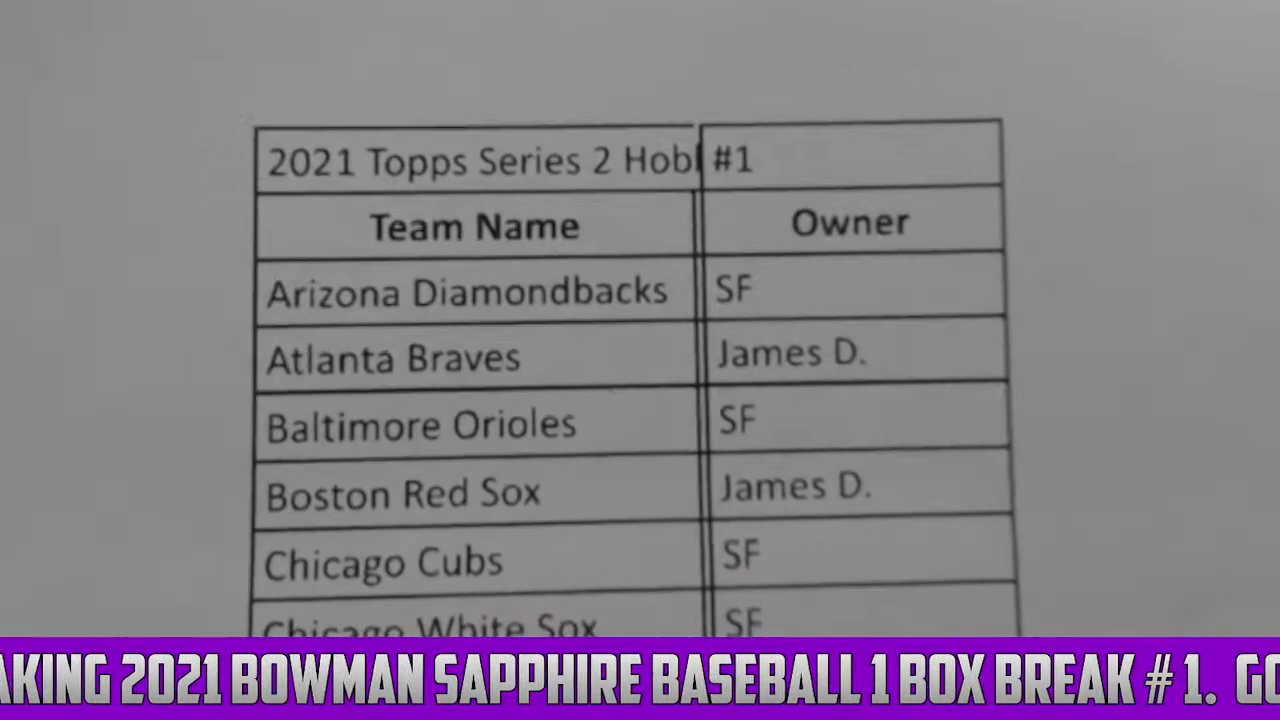 2021 Topps Series 2 Hobl #1
Team Name Owner
Arizona Diamondbacks SF
Atlanta Braves James D.
Baltimore Orioles SF
Boston Red Sox James D.
Chicago Cubs SF
Chicago White Sox SF
AKING 2021 BOWMAN SAPPHIRE BASEBALL 1 BOX BREAK # 1. GO